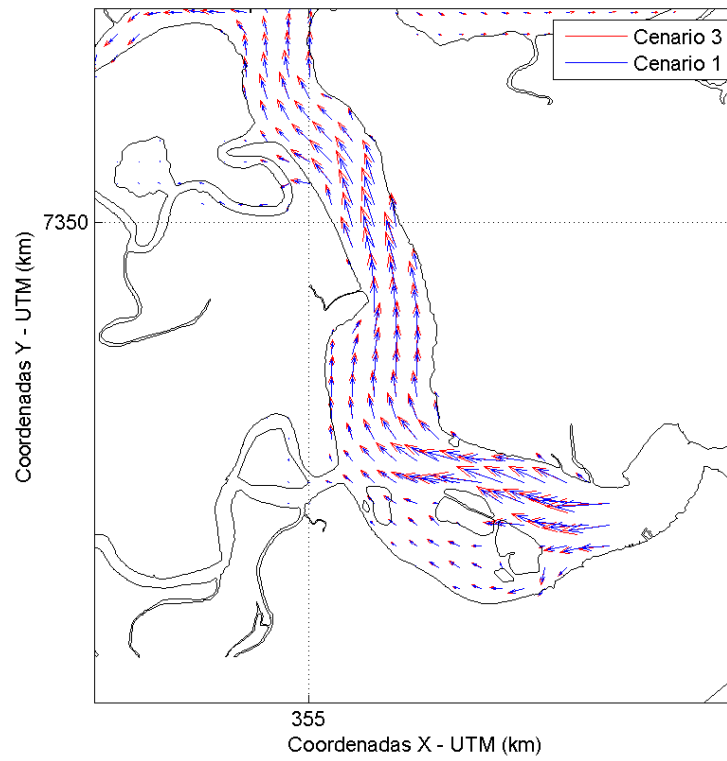 Cenario 3
Cenario 1
7350
Coordenadas Y - UTM (km)
355
Coordenadas X - UTM (km)